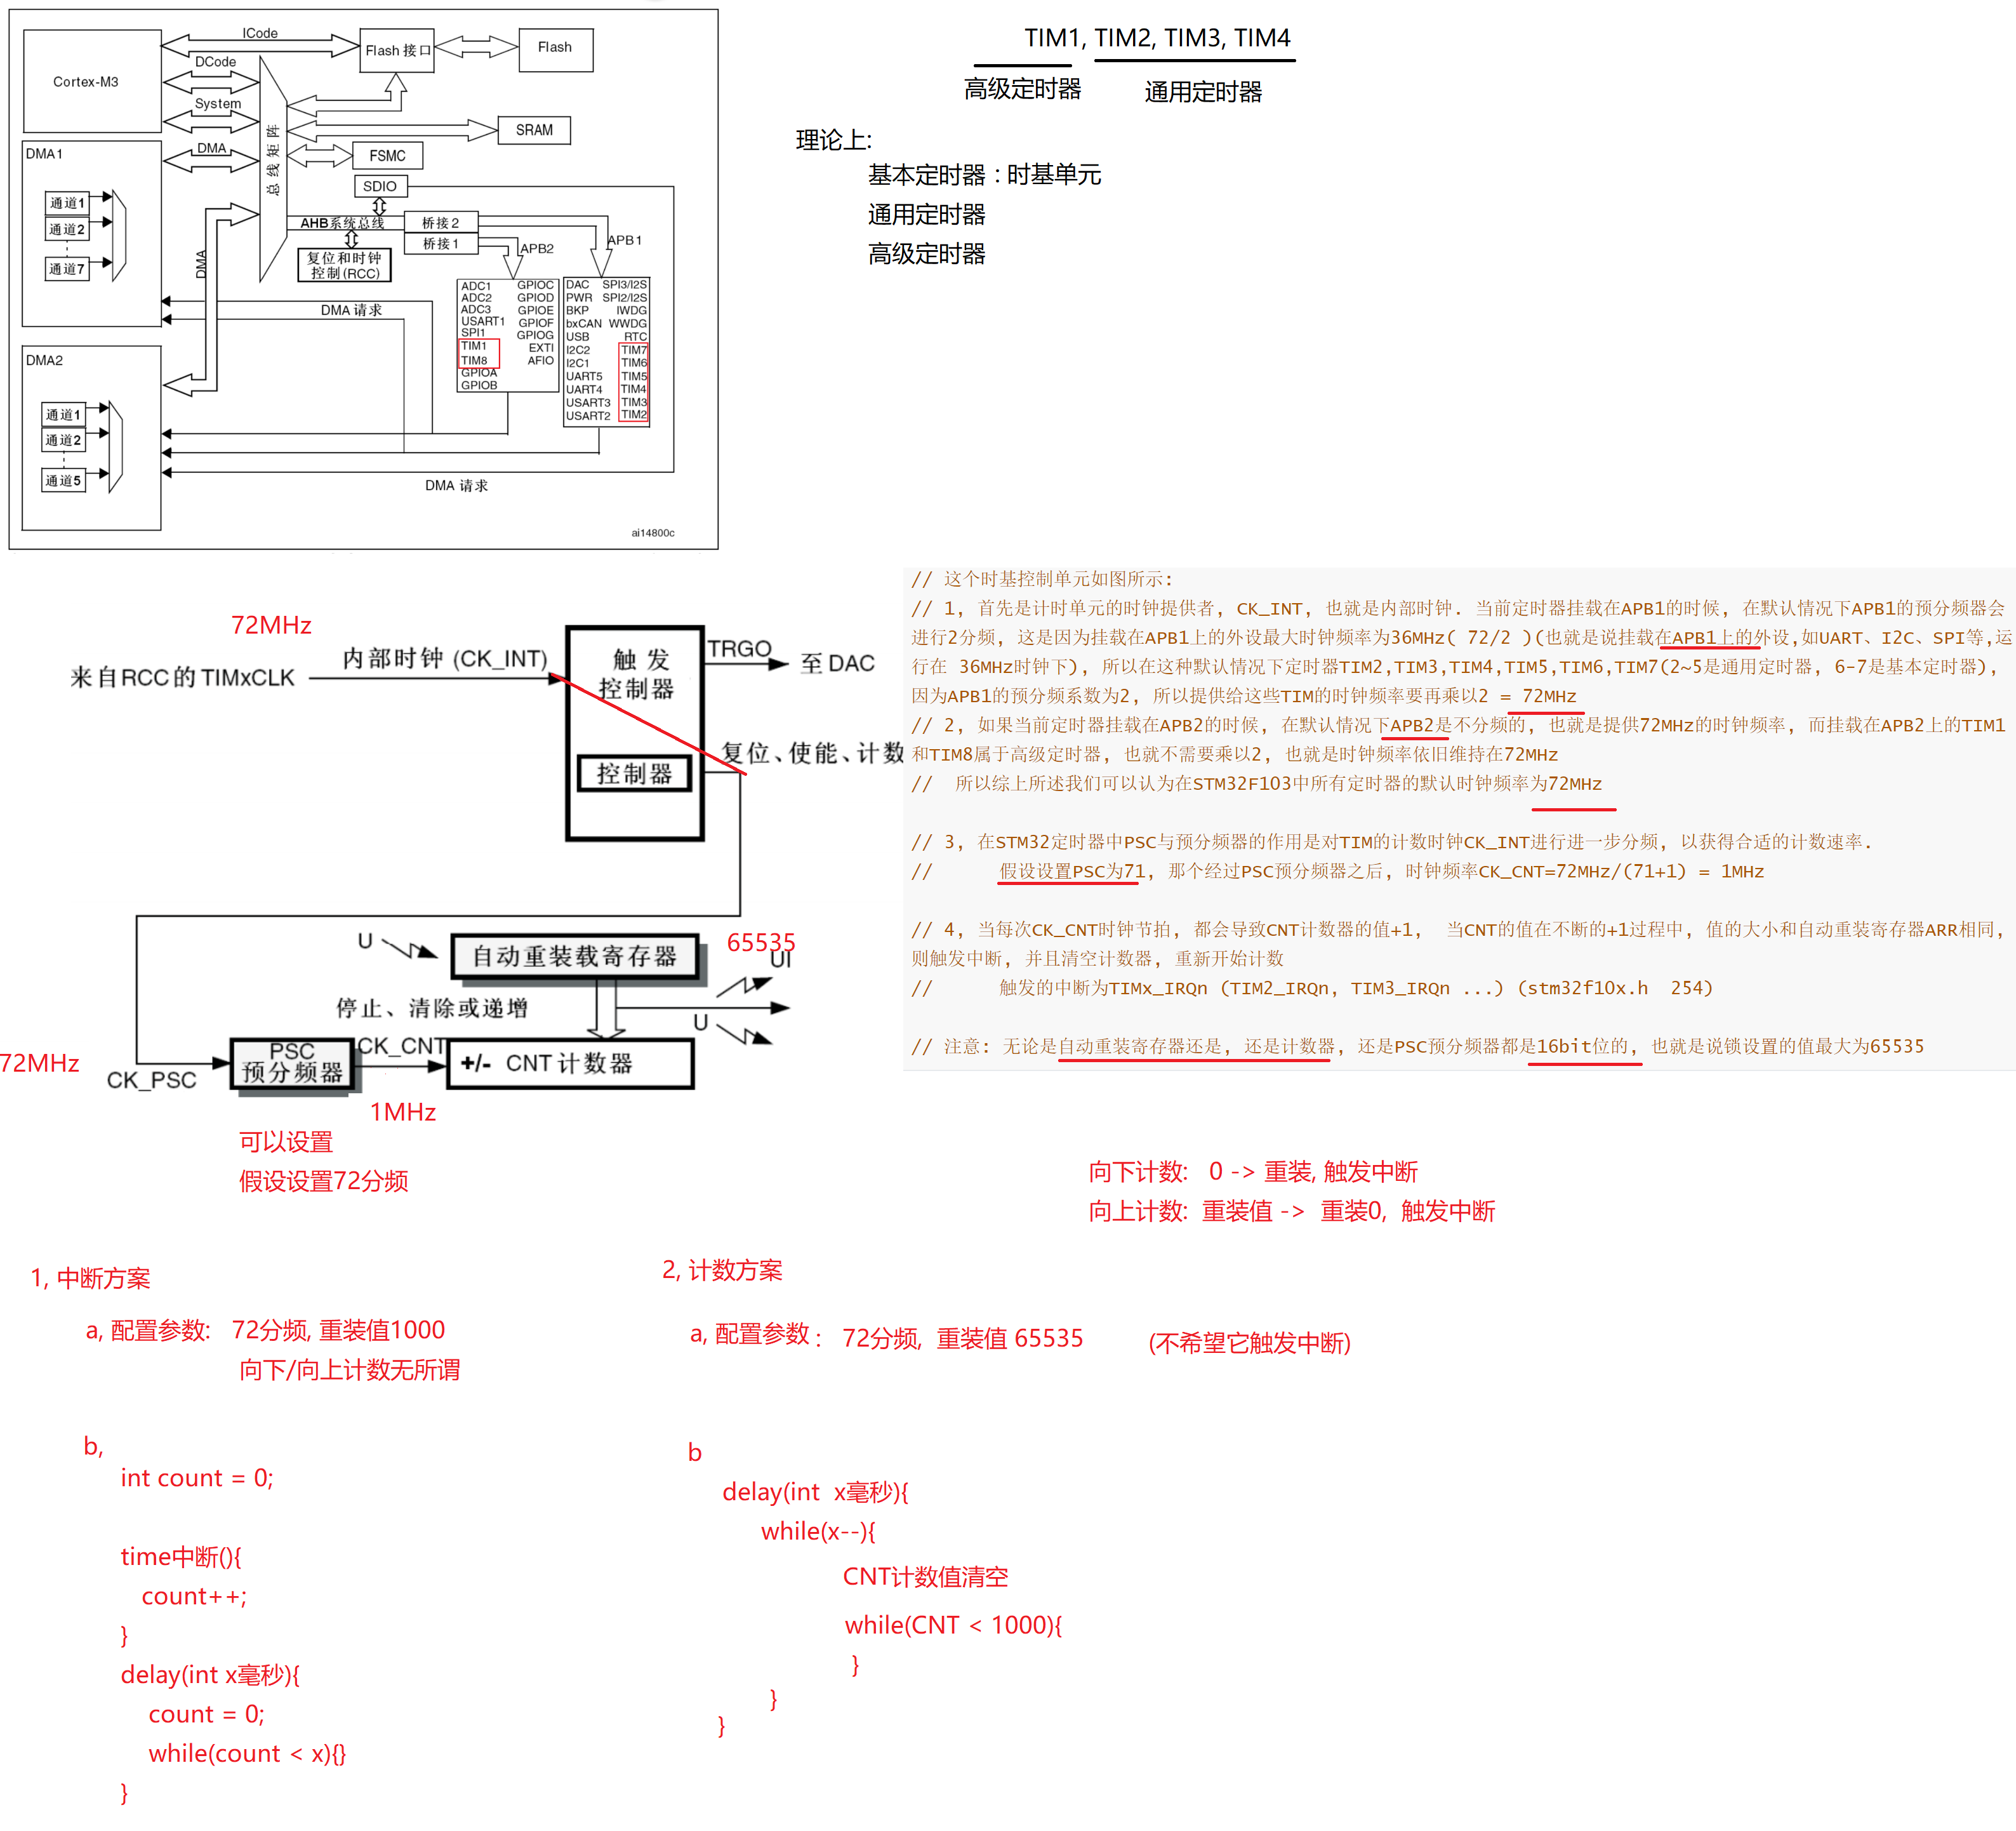 ICode
Cortex-M3
Flash 接口
Flash
DCode
System
总线矩阵
SRAM
DMA1
DMA
FSMC
SDIO
通道1
通道2
通道7
AHB系统总线
桥接 2
桥接 1
APB2
APB1
复位和时钟
控制(RCC)
DMA
DMA 请求
ADC1 GPIOC
ADC2 GPIOD
ADC3 GPIOE
USART1 GPIOF
SPI1 GPIOG
TIM1 EXTI
TIM8 AFIO
GPIOA
GPIOB
DAC SPI3/I2S
PWR SPI2/I2S
BKP IWDG
bxCAN WWDG
USB RTC
I2C2 TIM7
I2C1 TIM6
UART5 TIM5
UART4 TIM4
USART3 TIM3
USART2 TIM2
DMA2
通道1
通道2
通道5
DMA 请求
ai14800c
TIM1, TIM2, TIM3, TIM4
高级定时器 通用定时器
理论上:
基本定时器 : 时基单元
通用定时器
高级定时器
72MHz
来自RCC的TIMxCLK
内部时钟 (CK_INT)
触 发
控制器
TRGO
至 DAC
控制器
复位、使能、计数
U
自动重装载寄存器
65535
UI
停止、清除或递增
U
72MHz
CK_PSC
PSC
预分频器
CK_CNT
+/- CNT 计数器
1MHz
可以设置
假设设置72分频
// 这个时基控制单元如图所示:
// 1, 首先是计时单元的时钟提供者, CK_INT, 也就是内部时钟. 当前定时器挂载在APB1的时候, 在默认情况下APB1的预分频器会
进行2分频, 这是因为挂载在APB1上的外设最大时钟频率为36MHz( 72/2 )(也就是说挂载在APB1上的外设,如UART、I2C、SPI等,运
行在 36MHz时钟下), 所以在这种默认情况下定时器TIM2,TIM3,TIM4,TIM5,TIM6,TIM7(2~5是通用定时器, 6-7是基本定时器),
因为APB1的预分频系数为2, 所以提供给这些TIM的时钟频率要再乘以2 = 72MHz
// 2, 如果当前定时器挂载在APB2的时候, 在默认情况下APB2是不分频的, 也就是提供72MHz的时钟频率, 而挂载在APB2上的TIM1
和TIM8属于高级定时器, 也就不需要乘以2, 也就是时钟频率依旧维持在72MHz
// 所以综上所述我们可以认为在STM32F103中所有定时器的默认时钟频率为72MHz
// 3, 在STM32定时器中PSC与预分频器的作用是对TIM的计数时钟CK_INT进行进一步分频, 以获得合适的计数速率.
// 假设设置PSC为71, 那个经过PSC预分频器之后, 时钟频率CK_CNT=72MHz/(71+1) = 1MHz
// 4, 当每次CK_CNT时钟节拍, 都会导致CNT计数器的值+1, 当CNT的值在不断的+1过程中, 值的大小和自动重装寄存器ARR相同,
则触发中断, 并且清空计数器, 重新开始计数
// 触发的中断为TIMx_IRQn (TIM2_IRQn, TIM3_IRQn ...) (stm32f10x.h 254)
// 注意: 无论是自动重装寄存器还是, 还是计数器, 还是PSC预分频器都是16bit位的, 也就是说锁设置的值最大为65535
向下计数: 0 -> 重装, 触发中断
向上计数: 重装值 -> 重装0, 触发中断
1, 中断方案
a, 配置参数: 72分频, 重装值1000
向下/向上计数无所谓
b,
int count = 0;
time中断(){
count++;
}
delay(int x毫秒){
count = 0;
while(count < x){}
}
2, 计数方案
a, 配置参数 : 72分频, 重装值 65535 (不希望它触发中断)
b
delay(int x毫秒){
while(x--){
CNT计数值清空
while(CNT < 1000){
}
}
}